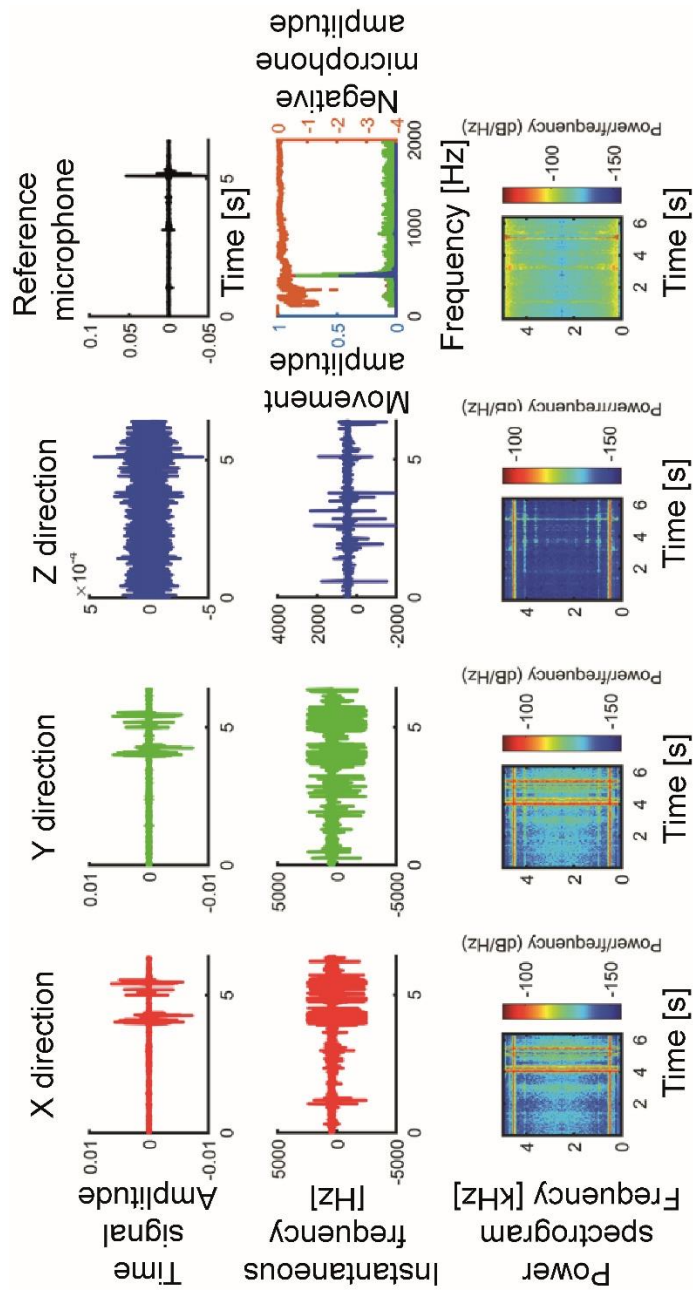 X direction
Y direction
Z direction
Reference
microphone
Time
signal
Amplitude
0.01
0
-0.01
0
5
0.01
0
-0.01
0
5
×10⁻⁴
5
0
-5
0
5
0.1
0.05
0
-0.05
0
5
Time [s]
Instantaneous
frequency
[Hz]
5000
0
-5000
0
5
5000
0
-5000
0
5
4000
2000
0
-2000
0
5
Movement
amplitude
1
0.5
0
0
1000
2000
Frequency [Hz]
0
-1
-2
-3
-4
Negative
microphone
amplitude
Power
spectrogram
Frequency [kHz]
4
2
0
2
4
6
Time [s]
-100
-150
Power/frequency (dB/Hz)
4
2
0
2
4
6
Time [s]
-100
-150
Power/frequency (dB/Hz)
4
2
0
2
4
6
Time [s]
-100
-150
Power/frequency (dB/Hz)
4
2
0
2
4
6
-100
-150
Power/frequency (dB/Hz)